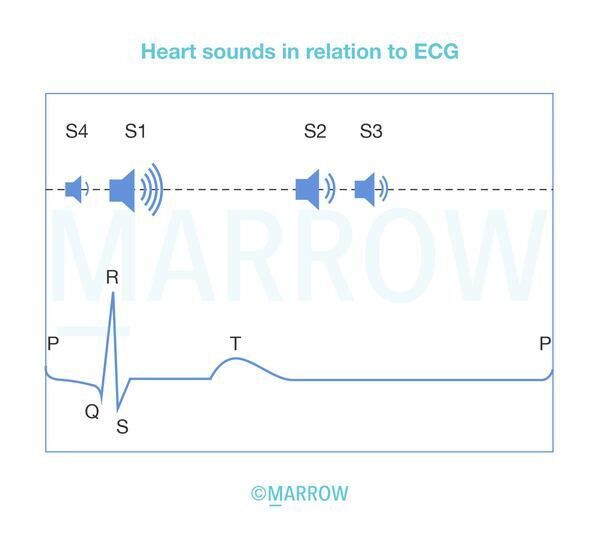 Heart sounds in relation to ECG
S4 S1 S2 S3
MARROW
R
P T P
Q
S
©MARROW